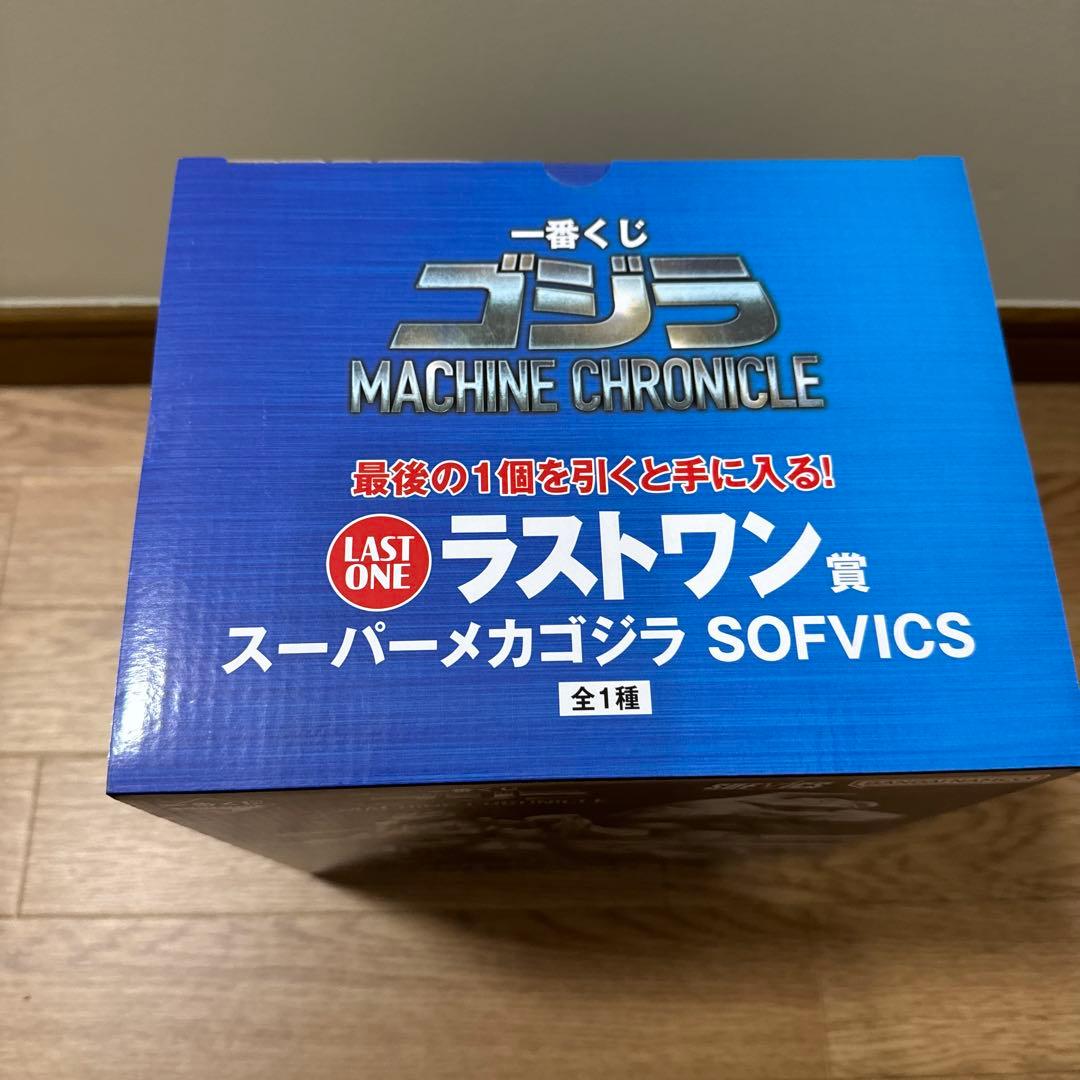 一番くじ
ゴジラ
MACHINE CHRONICLE
最後の1個を引くと手に入る!
LAST ONE ラストワン賞
スーパーメカゴジラ SOFVICS
全1種